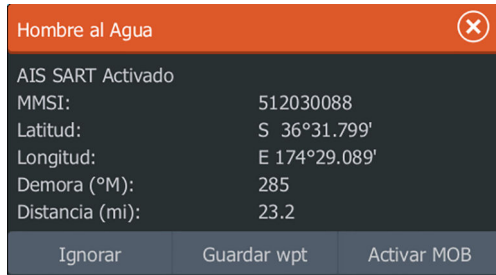 Hombre al Agua
AIS SART Activado
MMSI: 512030088
Latitud: S 36°31.799'
Longitud: E 174°29.089'
Demora (°M): 285
Distancia (mi): 23.2
Ignorar Guardar wpt Activar MOB